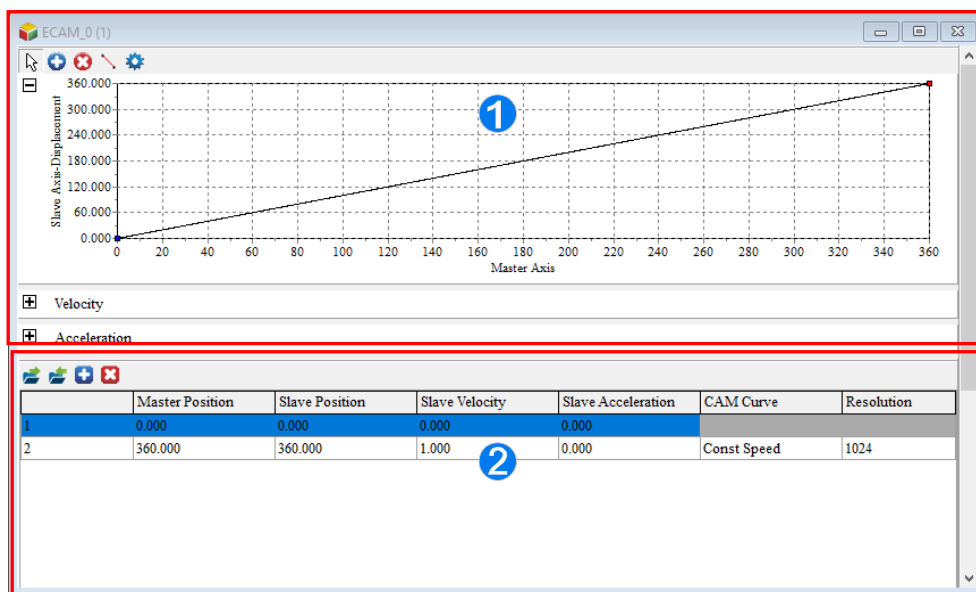 ECAM_0 (1)
360.000
300.000
240.000
180.000
120.000
60.000
0.000
Slave Axis-Displacement
1
0 20 40 60 80 100 120 140 160 180 200 220 240 260 280 300 320 340 360
Master Axis
Velocity
Acceleration
Master Position Slave Position Slave Velocity Slave Acceleration CAM Curve Resolution
1 0.000 0.000 0.000 0.000
2 360.000 360.000 1.000 0.000 Const Speed 1024
2